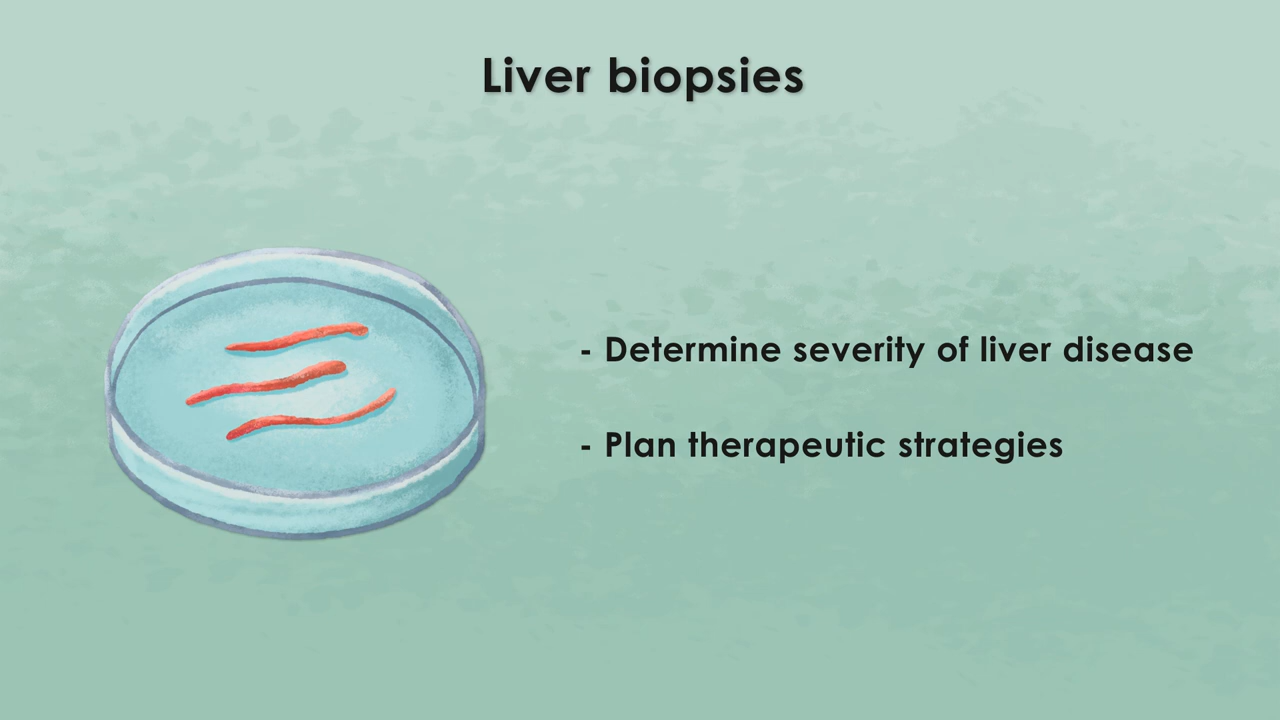 Liver biopsies
- Determine severity of liver disease
- Plan therapeutic strategies